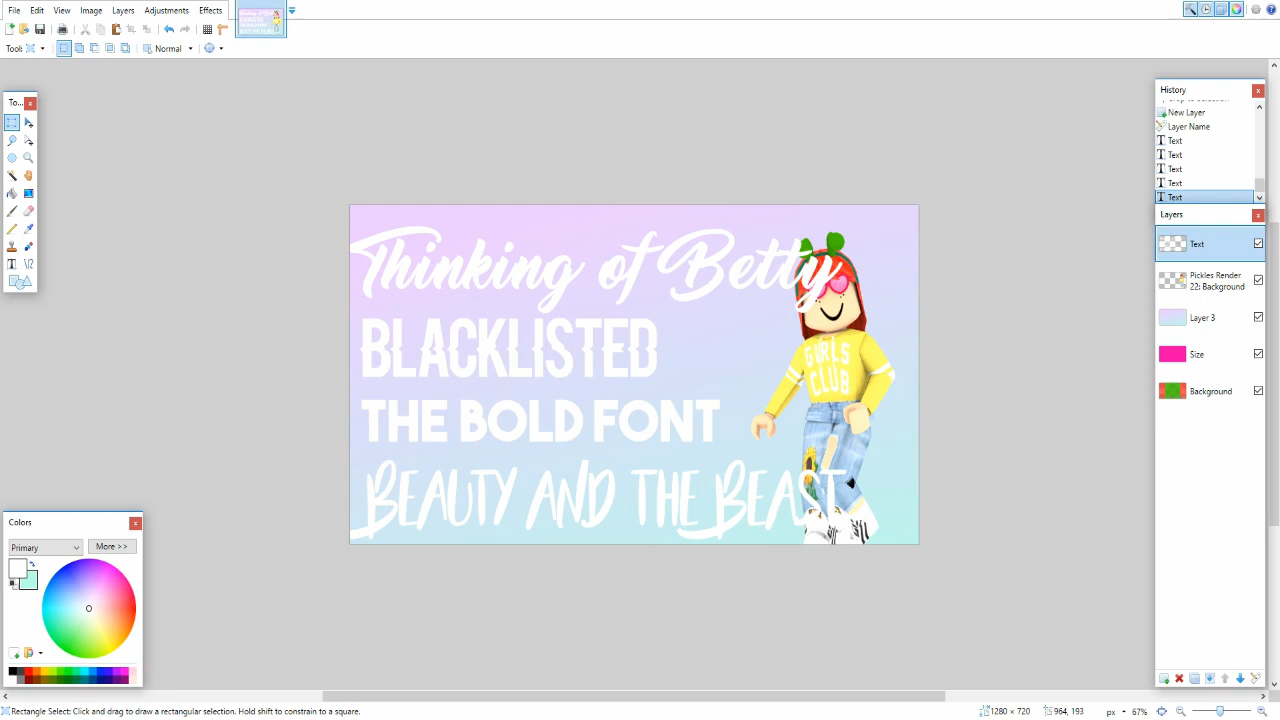 File Edit View Image Layers Adjustments Effects
Tool: Normal
To...
History
New Layer
Layer Name
Text
Text
Text
Text
Text
Layers
Text
Pickles Render
22: Background
Layer 3
Size
Background
Thinking of Betty
BLACKLISTED
THE BOLD FONT
BEAUTY AND THE BEAST
GURLS
CLUB
Colors
Primary More >>
Rectangle Select: Click and drag to draw a rectangular selection. Hold shift to constrain to a square. 1280 × 720 964, 193 px 67%